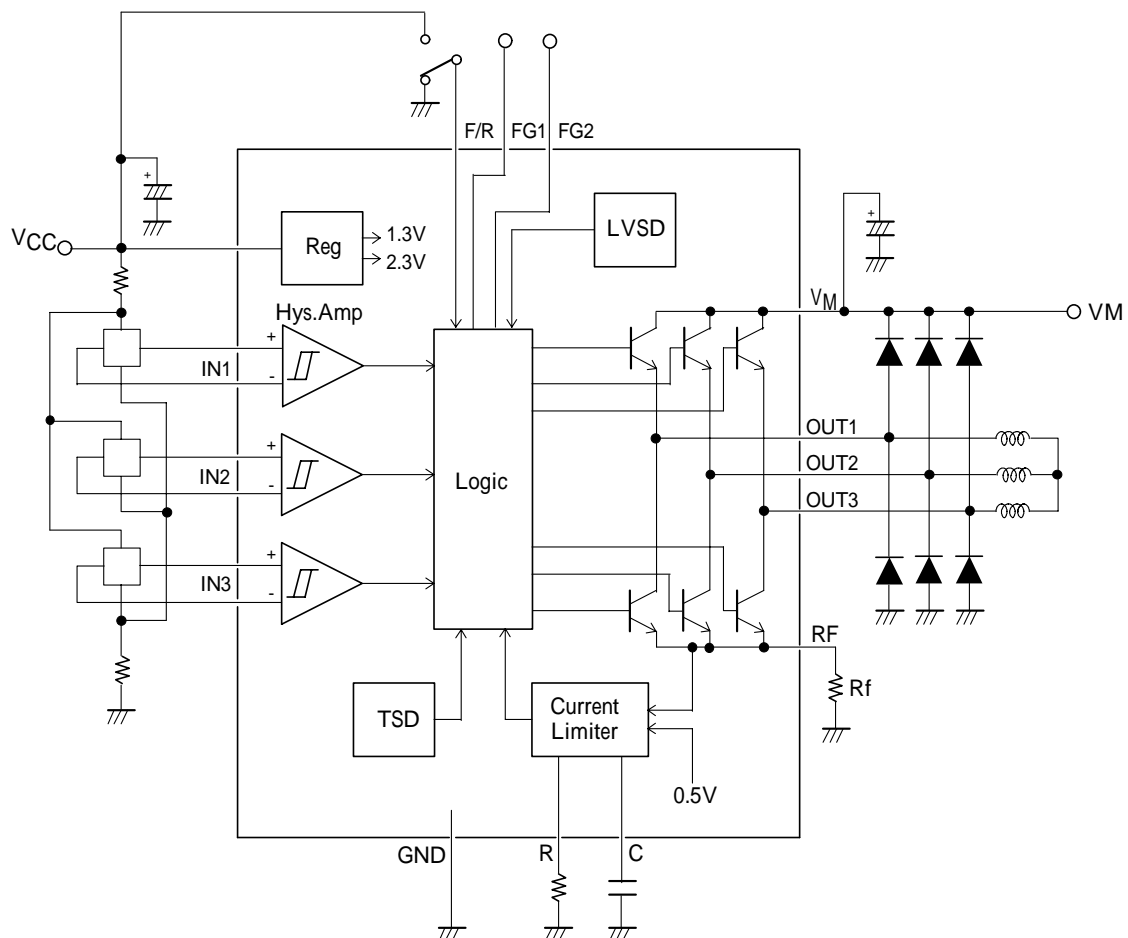 F/R FG1 FG2
+
+
VCC
Reg
1.3V
2.3V
LVSD
VM
VM
Hys.Amp
+
IN1
-
+
IN2
-
+
IN3
-
Logic
OUT1
OUT2
OUT3
RF
Rf
TSD
Current
Limiter
0.5V
GND
R
C